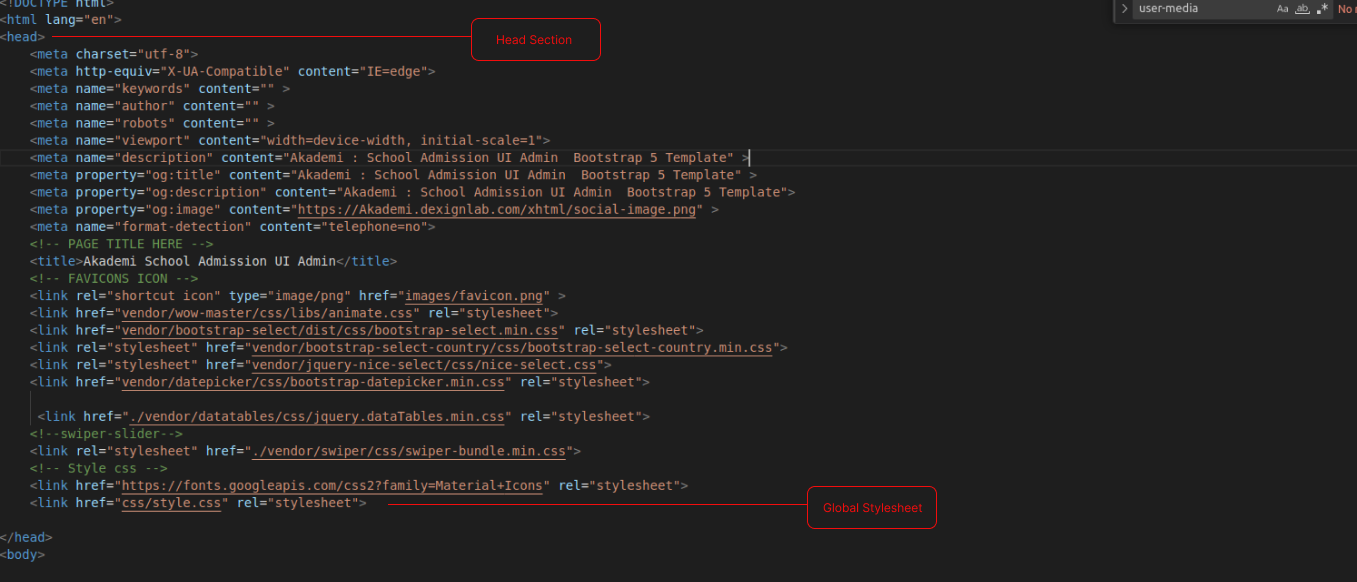 <!DOCTYPE html>
<html lang="en">
<head>
<meta charset="utf-8">
<meta http-equiv="X-UA-Compatible" content="IE=edge">
<meta name="keywords" content="" >
<meta name="author" content="" >
<meta name="robots" content="" >
<meta name="viewport" content="width=device-width, initial-scale=1">
<meta name="description" content="Akademi : School Admission UI Admin  Bootstrap 5 Template" >
<meta property="og:title" content="Akademi : School Admission UI Admin  Bootstrap 5 Template" >
<meta property="og:description" content="Akademi : School Admission UI Admin  Bootstrap 5 Template">
<meta property="og:image" content="https://Akademi.dexignlab.com/xhtml/social-image.png" >
<meta name="format-detection" content="telephone=no">
<!-- PAGE TITLE HERE -->
<title>Akademi School Admission UI Admin</title>
<!-- FAVICONS ICON -->
<link rel="shortcut icon" type="image/png" href="images/favicon.png" >
<link href="vendor/wow-master/css/libs/animate.css" rel="stylesheet">
<link href="vendor/bootstrap-select/dist/css/bootstrap-select.min.css" rel="stylesheet">
<link rel="stylesheet" href="vendor/bootstrap-select-country/css/bootstrap-select-country.min.css">
<link rel="stylesheet" href="vendor/jquery-nice-select/css/nice-select.css">
<link href="vendor/datepicker/css/bootstrap-datepicker.min.css" rel="stylesheet">
<link href="./vendor/datatables/css/jquery.dataTables.min.css" rel="stylesheet">
<!--swiper-slider-->
<link rel="stylesheet" href="./vendor/swiper/css/swiper-bundle.min.css">
<!-- Style css -->
<link href="https://fonts.googleapis.com/css2?family=Material+Icons" rel="stylesheet">
<link href="css/style.css" rel="stylesheet">
</head>
<body>
Head Section
Global Stylesheet
user-media
Aa ab .*
No